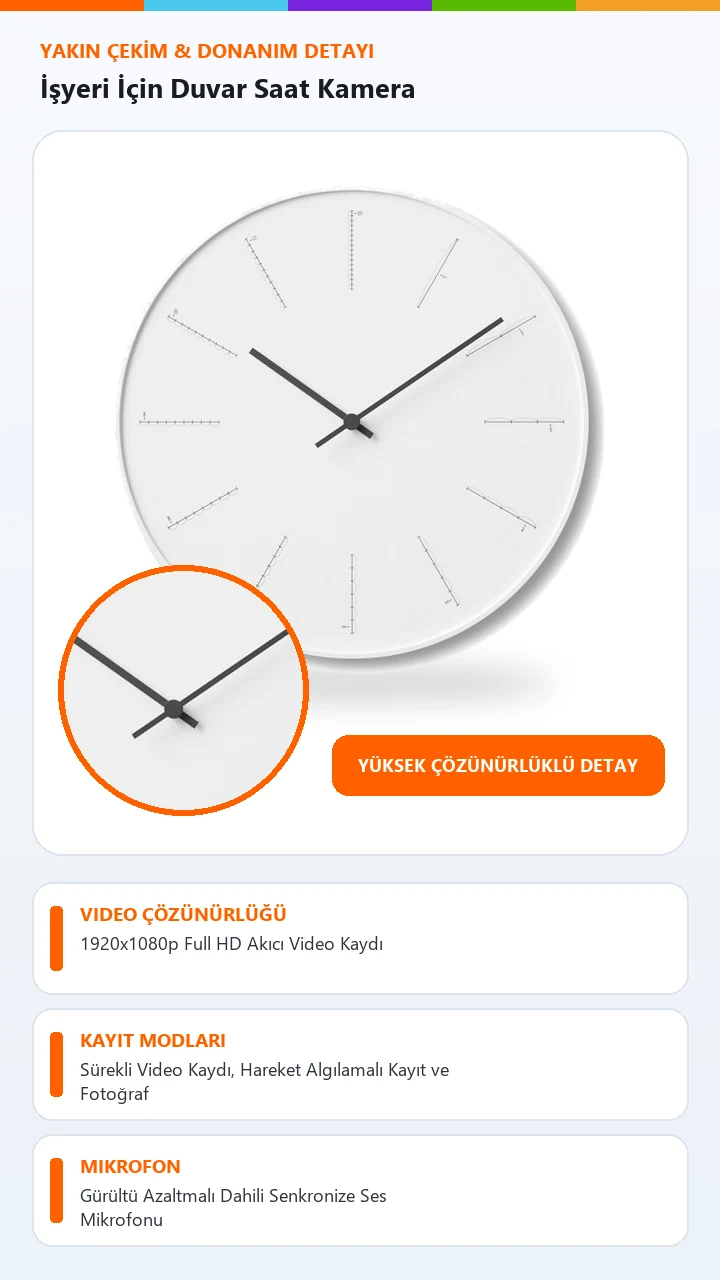 YAKIN ÇEKİM & DONANIM DETAYI
İşyeri İçin Duvar Saat Kamera
YÜKSEK ÇÖZÜNÜRLÜKLÜ DETAY
VIDEO ÇÖZÜNÜRLÜĞÜ
1920x1080p Full HD Akıcı Video Kaydı
KAYIT MODLARI
Sürekli Video Kaydı, Hareket Algılamalı Kayıt ve
Fotoğraf
MIKROFON
Gürültü Azaltmalı Dahili Senkronize Ses
Mikrofonu